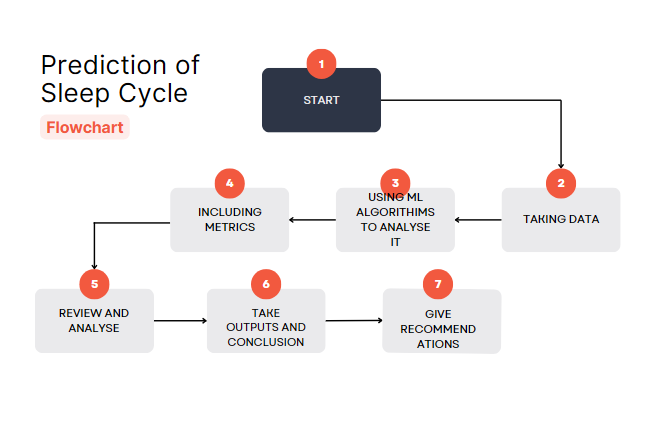 Prediction of
Sleep Cycle
Flowchart
1
START
2
TAKING DATA
3
USING ML
ALGORITHIMS
TO ANALYSE
IT
4
INCLUDING
METRICS
5
REVIEW AND
ANALYSE
6
TAKE
OUTPUTS AND
CONCLUSION
7
GIVE
RECOMMEND
ATIONS